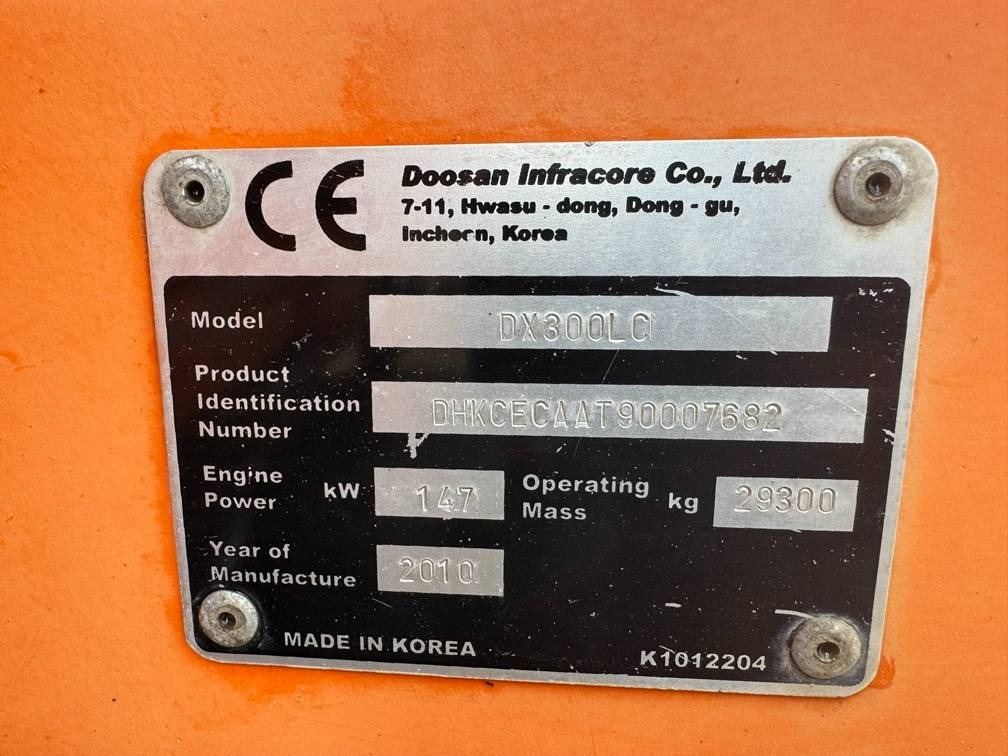 CE
Doosan Infracore Co., Ltd.
7-11, Hwasu - dong, Dong - gu,
Incheon, Korea
Model DX300LC
Product
Identification DHKCECAAT90007682
Number
Engine
Power kW 147
Operating
Mass kg 29300
Year of
Manufacture 2010
MADE IN KOREA
K1012204